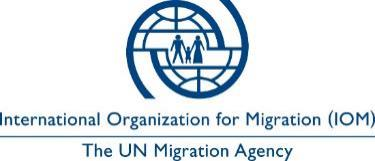 International Organization for Migration (IOM)
The UN Migration Agency